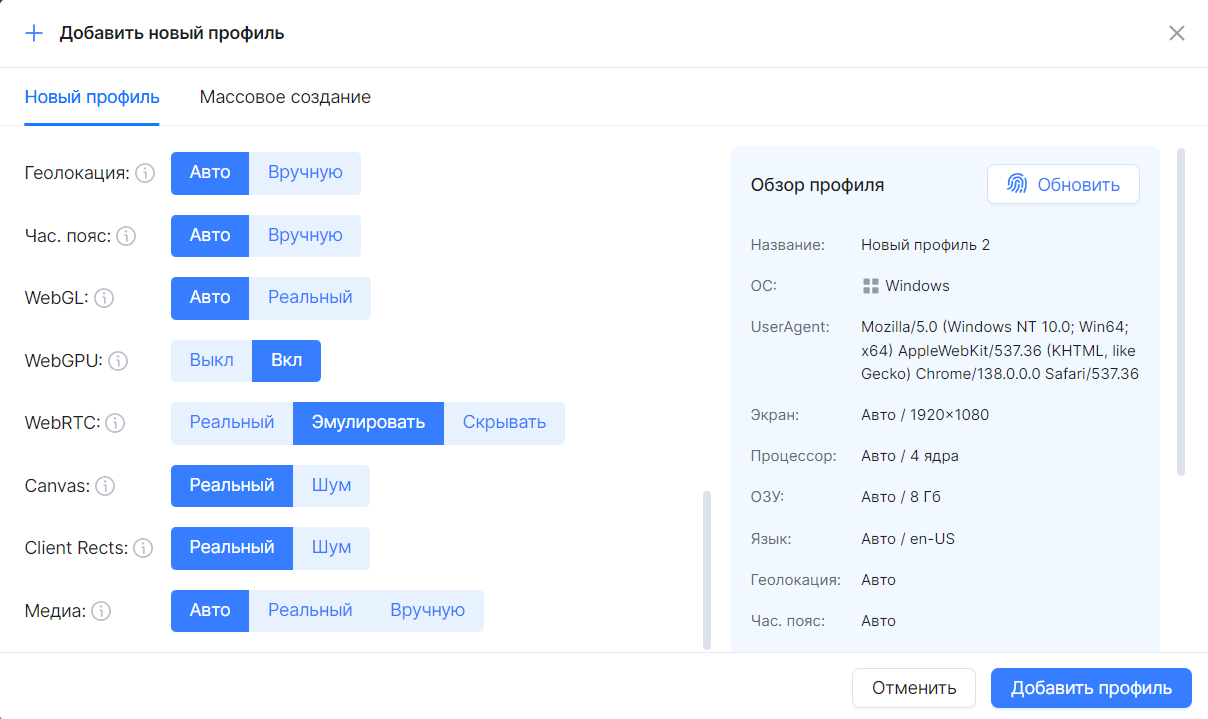 Добавить новый профиль
Новый профиль
Массовое создание
Геолокация: Авто Вручную
Час. пояс: Авто Вручную
WebGL: Авто Реальный
WebGPU: Выкл Вкл
WebRTC: Реальный Эмулировать Скрывать
Canvas: Реальный Шум
Client Rects: Реальный Шум
Медиа: Авто Реальный Вручную
Обзор профиля
Обновить
Название: Новый профиль 2
ОС: Windows
UserAgent: Mozilla/5.0 (Windows NT 10.0; Win64;
x64) AppleWebKit/537.36 (KHTML, like
Gecko) Chrome/138.0.0.0 Safari/537.36
Экран: Авто / 1920×1080
Процессор: Авто / 4 ядра
ОЗУ: Авто / 8 Гб
Язык: Авто / en-US
Геолокация: Авто
Час. пояс: Авто
Отменить
Добавить профиль